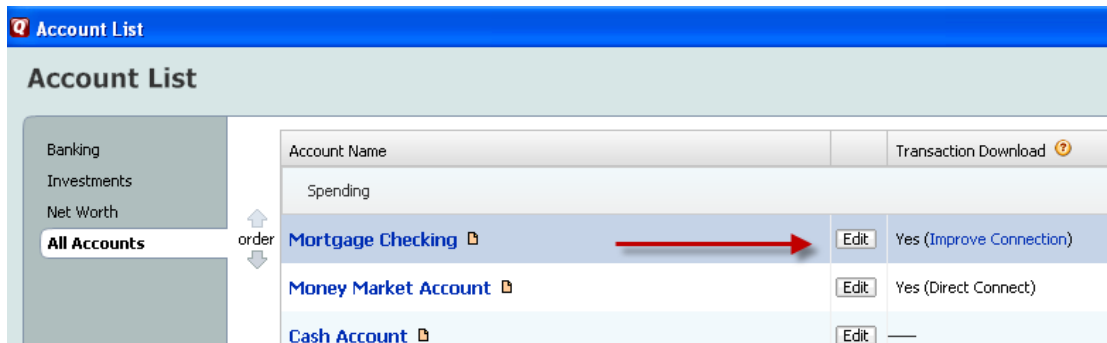 Account List
Account List
Banking
Investments
Net Worth
All Accounts
order
Account Name Transaction Download ?
Spending
Mortgage Checking Edit Yes (Improve Connection)
Money Market Account Edit Yes (Direct Connect)
Cash Account Edit —